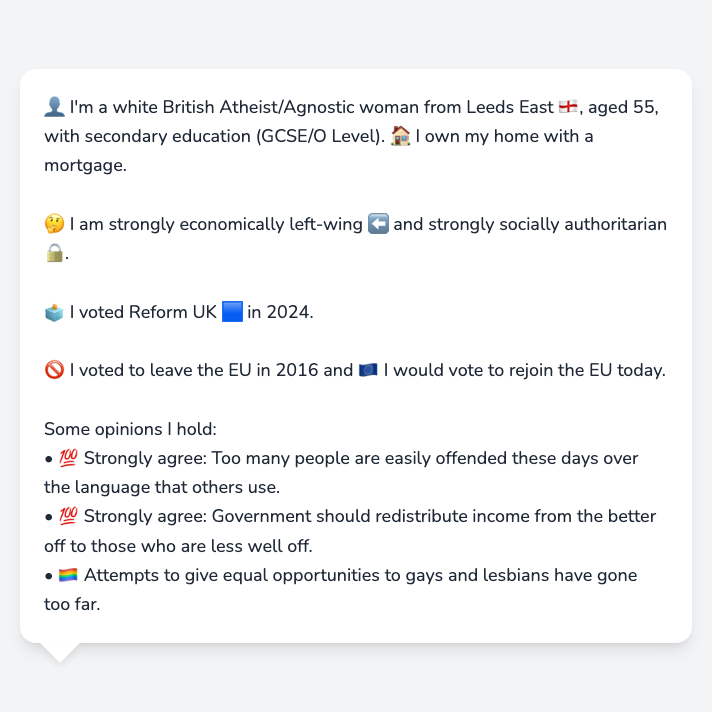 👤 I'm a white British Atheist/Agnostic woman from Leeds East 🏴󠁧󠁢󠁥󠁮󠁧󠁿, aged 55,
with secondary education (GCSE/O Level). 🏠 I own my home with a
mortgage.
🤔 I am strongly economically left-wing ⬅️ and strongly socially authoritarian
🔒.
🗳️ I voted Reform UK 🟦 in 2024.
🚫 I voted to leave the EU in 2016 and 🇪🇺 I would vote to rejoin the EU today.
Some opinions I hold:
• 💯 Strongly agree: Too many people are easily offended these days over
the language that others use.
• 💯 Strongly agree: Government should redistribute income from the better
off to those who are less well off.
• 🏳️‍🌈 Attempts to give equal opportunities to gays and lesbians have gone
too far.